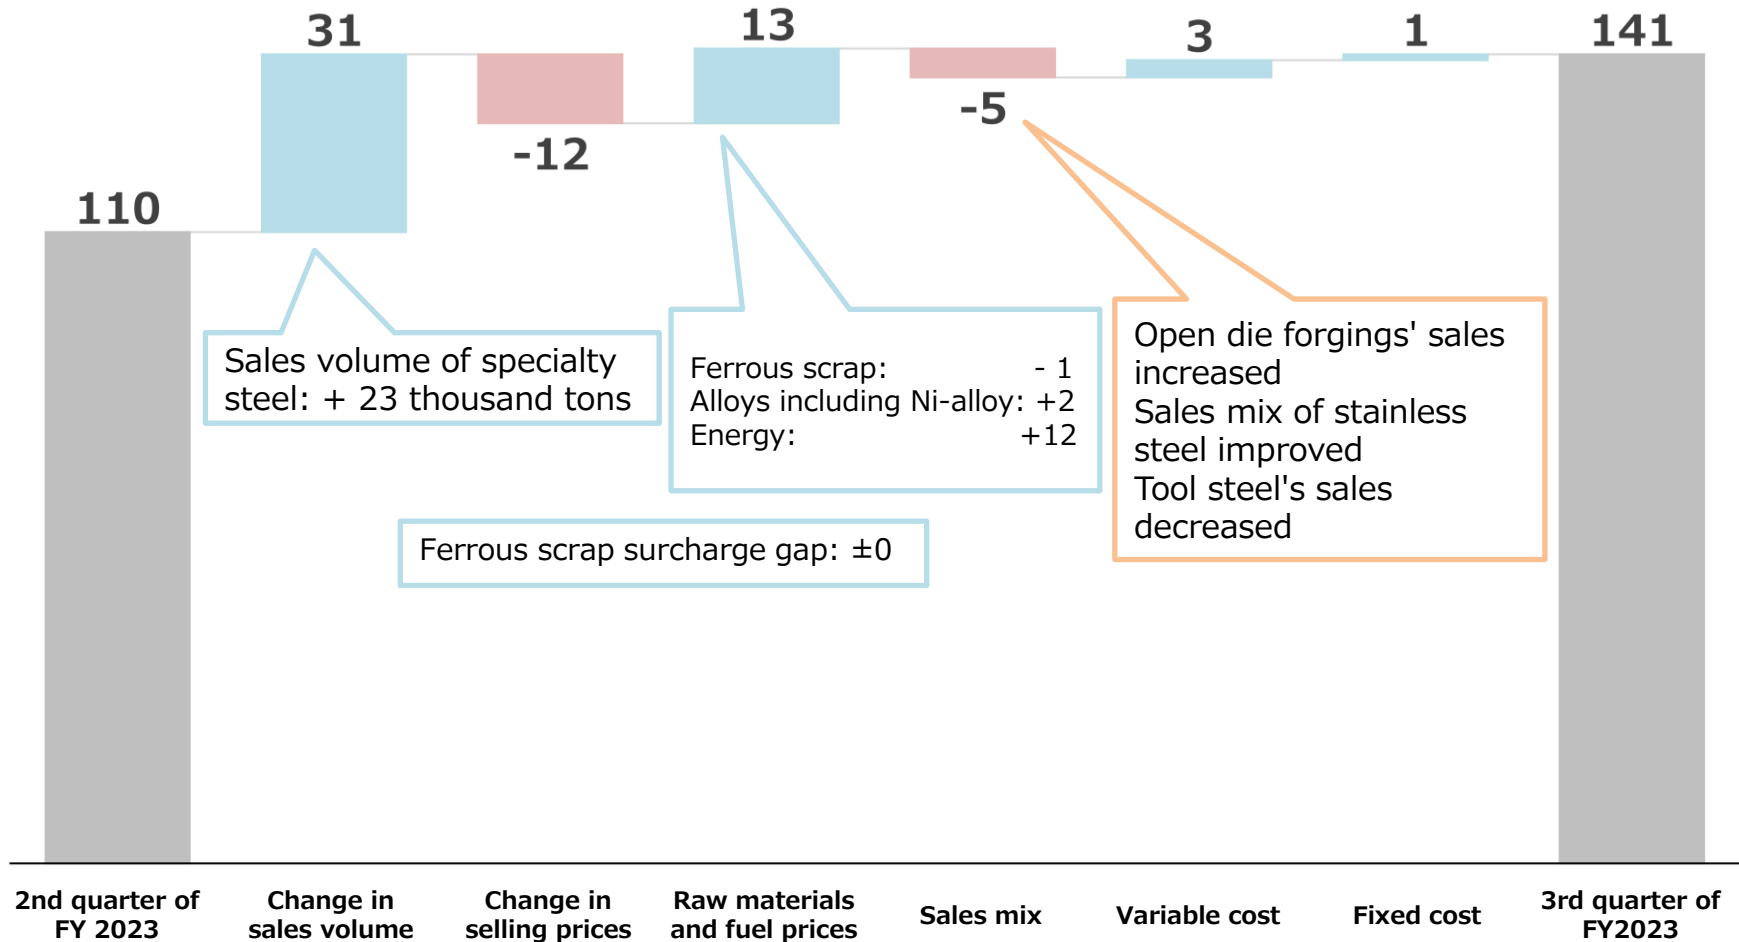 110
31
-12
13
-5
3
1
141
Sales volume of specialty
steel: + 23 thousand tons
Ferrous scrap: - 1
Alloys including Ni-alloy: +2
Energy: +12
Open die forgings' sales
increased
Sales mix of stainless
steel improved
Tool steel's sales
decreased
Ferrous scrap surcharge gap: ±0
2nd quarter of
FY 2023
Change in
sales volume
Change in
selling prices
Raw materials
and fuel prices
Sales mix
Variable cost
Fixed cost
3rd quarter of
FY2023